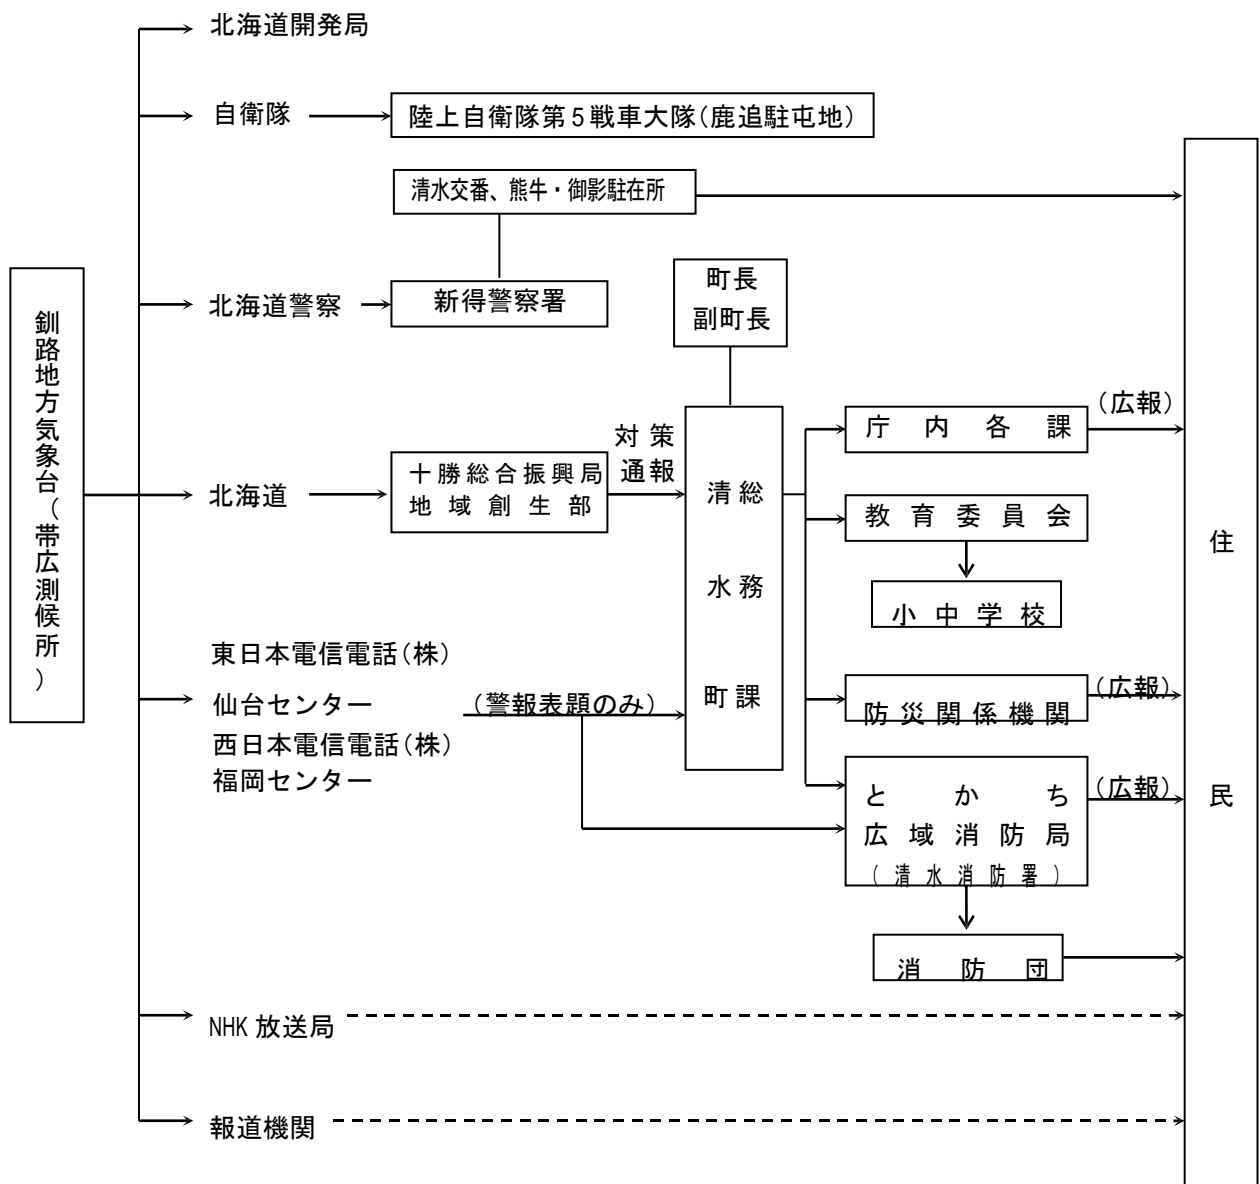 北海道開発局
自衛隊
陸上自衛隊第5戦車大隊(鹿追駐屯地)
清水交番、熊牛・御影駐在所
北海道警察
新得警察署
町長
副町長
釧路地方気象台(帯広測候所)
北海道
十勝総合振興局
地域創生部
対策
通報
清水町
総務課
庁内各課
(広報)
教育委員会
小中学校
東日本電信電話(株)
仙台センター
西日本電信電話(株)
福岡センター
(警報表題のみ)
防災関係機関
(広報)
とかち
広域消防局
(清水消防署)
(広報)
消防団
NHK 放送局
報道機関
住民